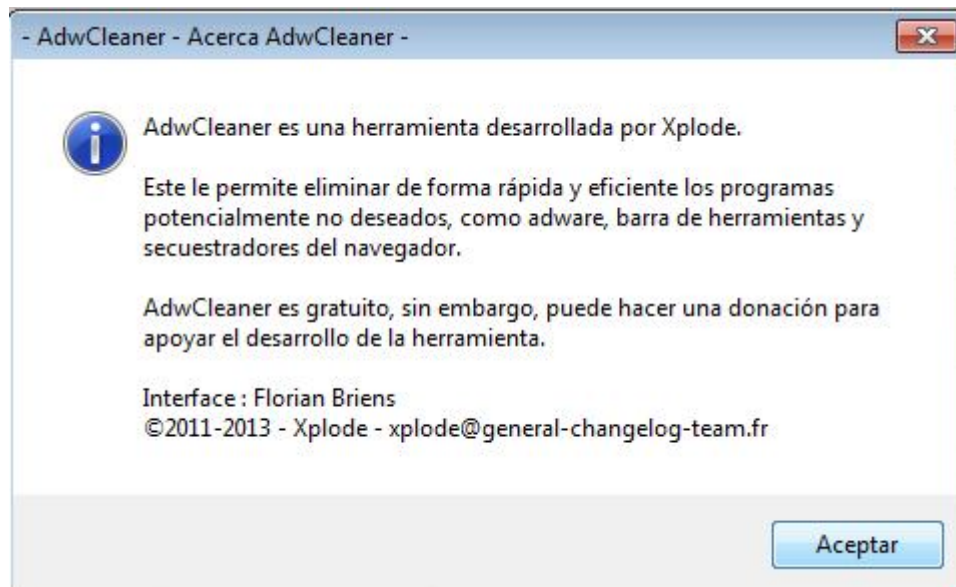 - AdwCleaner - Acerca AdwCleaner -
AdwCleaner es una herramienta desarrollada por Xplode.
Este le permite eliminar de forma rápida y eficiente los programas
potencialmente no deseados, como adware, barra de herramientas y
secuestradores del navegador.
AdwCleaner es gratuito, sin embargo, puede hacer una donación para
apoyar el desarrollo de la herramienta.
Interface : Florian Briens
©2011-2013 - Xplode - xplode@general-changelog-team.fr
Aceptar